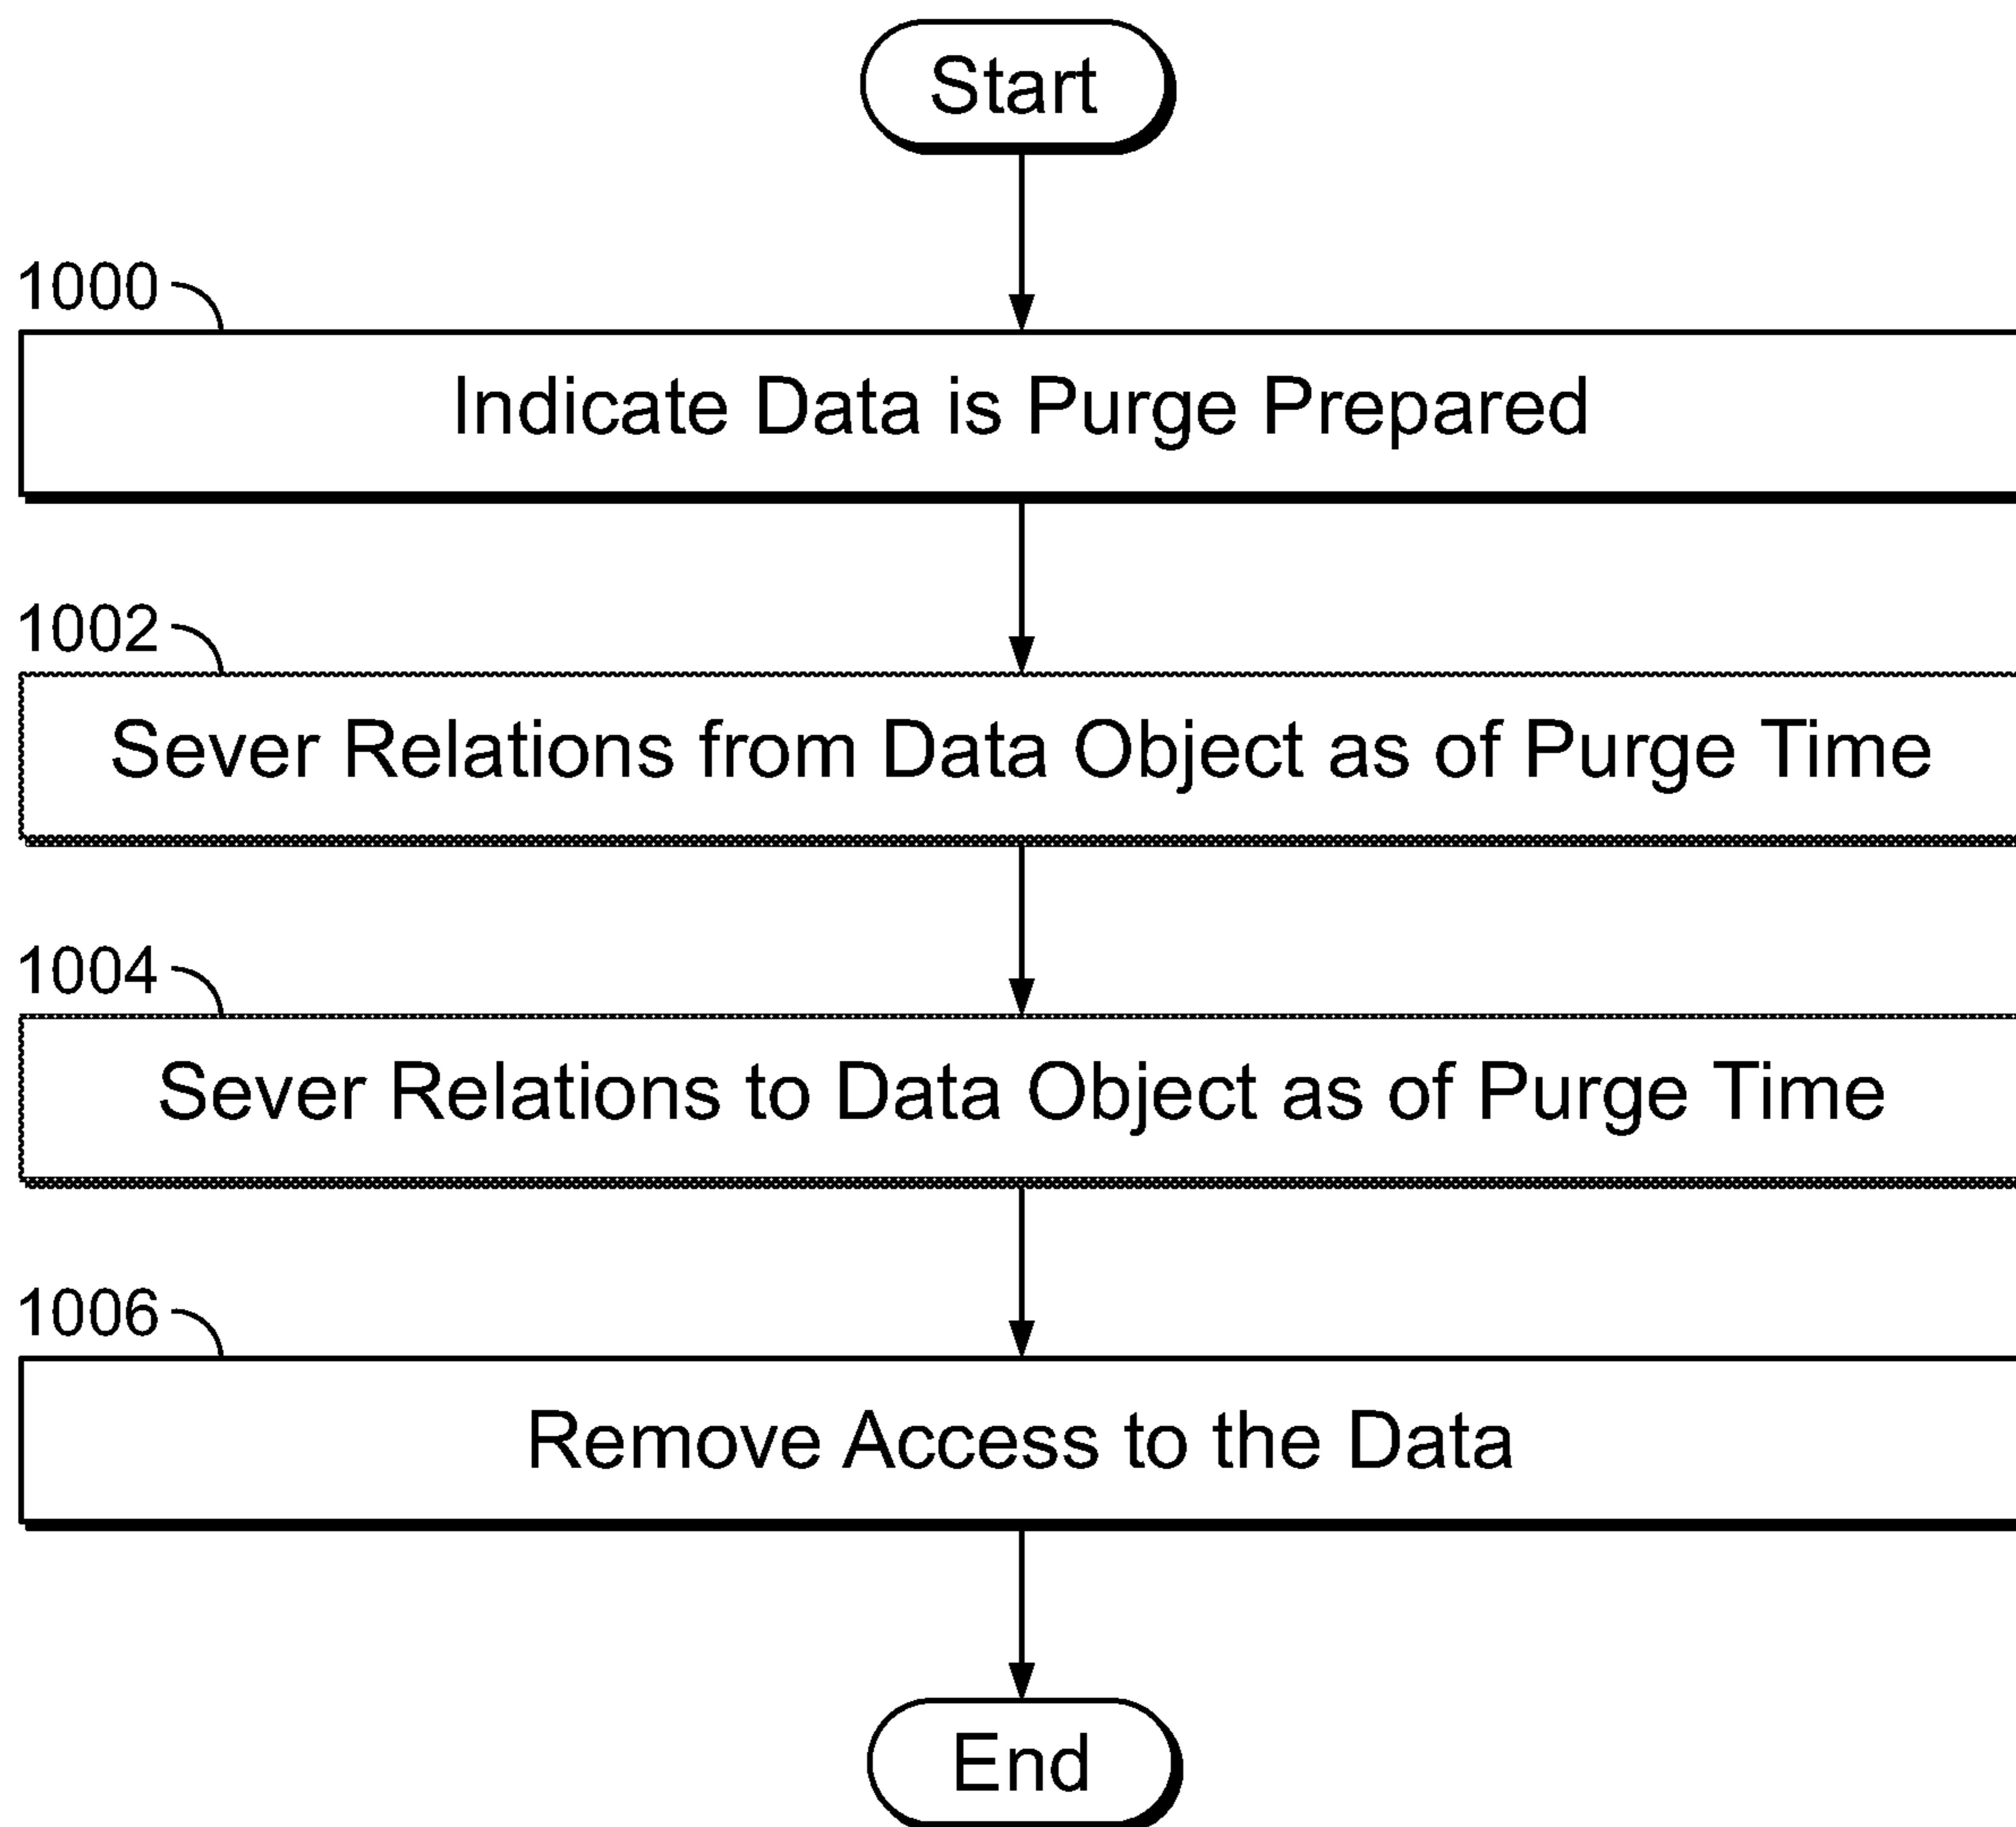 Start
1000
Indicate Data is Purge Prepared
1002
Sever Relations from Data Object as of Purge Time
1004
Sever Relations to Data Object as of Purge Time
1006
Remove Access to the Data
End